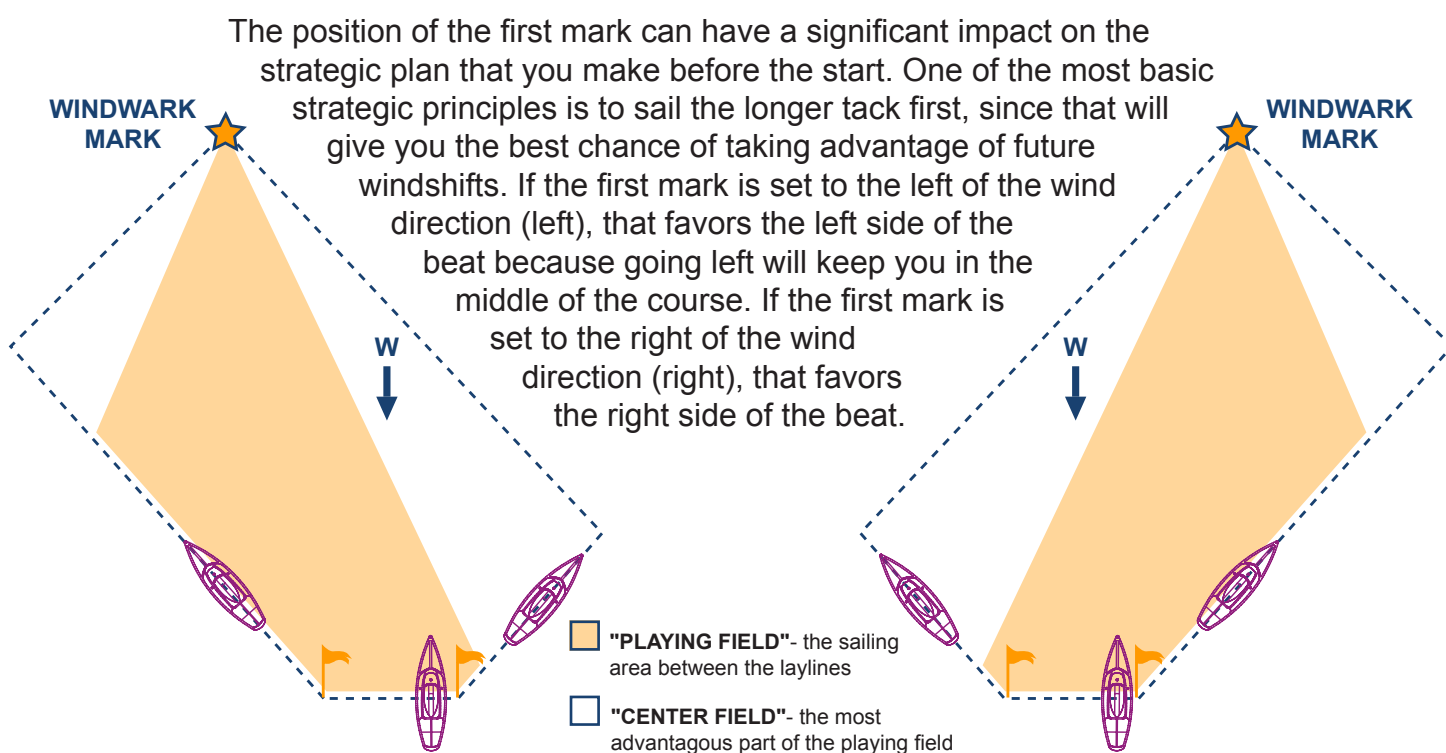 The position of the first mark can have a significant impact on the
strategic plan that you make before the start. One of the most basic
strategic principles is to sail the longer tack first, since that will
give you the best chance of taking advantage of future
windshifts. If the first mark is set to the left of the wind
direction (left), that favors the left side of the
beat because going left will keep you in the
middle of the course. If the first mark is
set to the right of the wind
direction (right), that favors
the right side of the beat.
WINDWARK
MARK
WINDWARK
MARK
W
W
"PLAYING FIELD"- the sailing
area between the laylines
"CENTER FIELD"- the most
advantagous part of the playing field